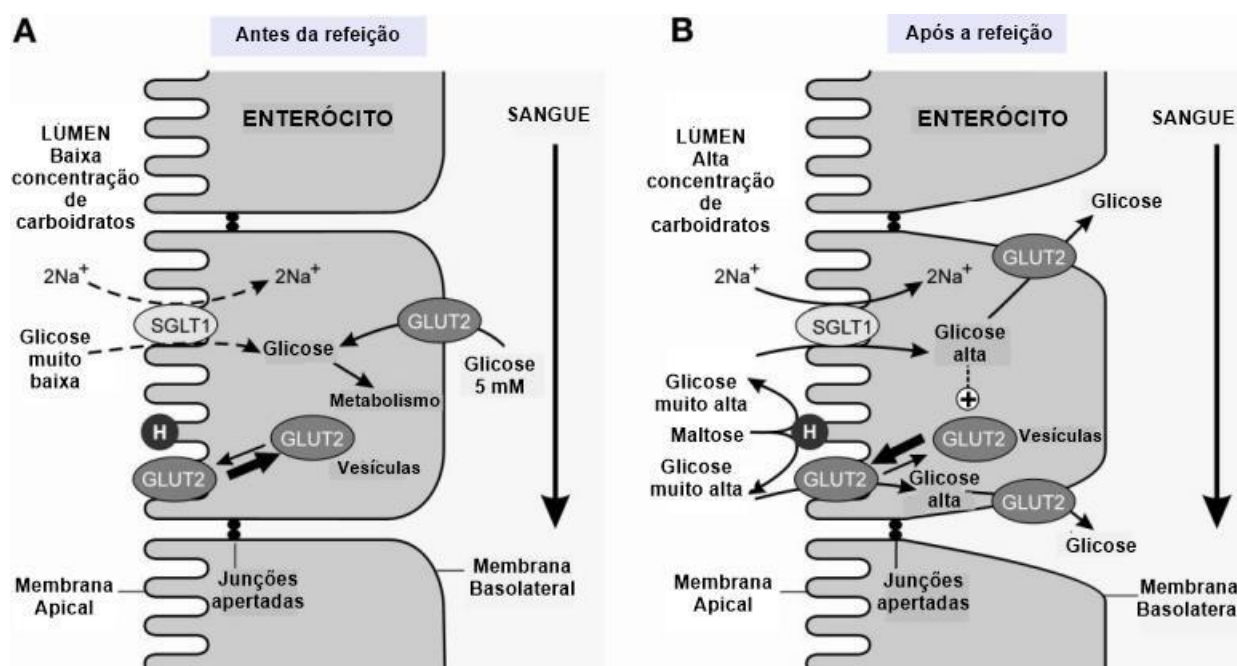 A
Antes da refeição
ENTERÓCITO
SANGUE
LÚMEN
Baixa
concentração
de
carboidratos
2Na⁺
2Na⁺
SGLT1
GLUT2
Glicose
muito
baixa
Glicose
Glicose
5 mM
Metabolismo
H
GLUT2
GLUT2
Vesículas
Membrana
Apical
Junções
apertadas
Membrana
Basolateral
B
Após a refeição
ENTERÓCITO
SANGUE
LÚMEN
Alta
concentração
de
carboidratos
Glicose
GLUT2
2Na⁺
2Na⁺
SGLT1
Glicose
alta
+
Glicose
muito alta
Maltose
H
GLUT2
Vesículas
Glicose
muito alta
GLUT2
Glicose
alta
GLUT2
Glicose
Membrana
Apical
Junções
apertadas
Membrana
Basolateral